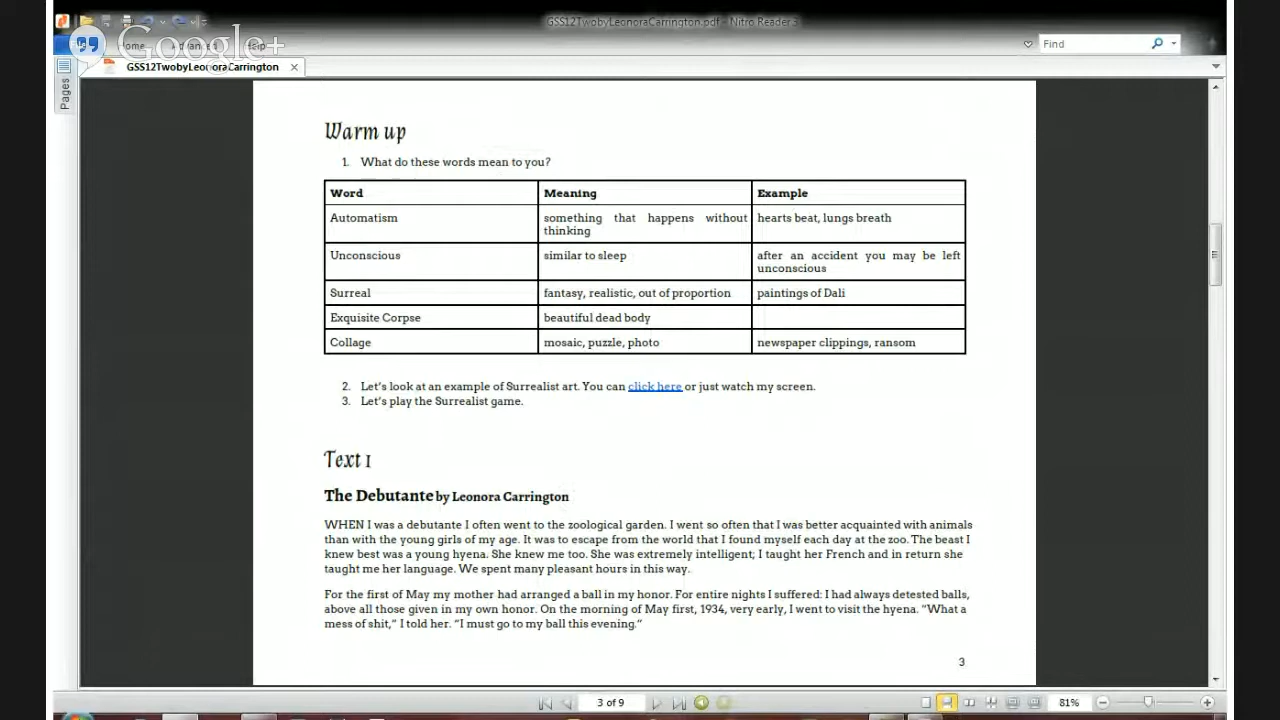 GSS12TwobyLeonoraCarrington.pdf - Nitro Reader 3
Google+
File Home Advanced Help
Find
GSS12TwobyLeonoraCarrington
Pages
Warm up
1. What do these words mean to you?
Word Meaning Example
Automatism something that happens without hearts beat, lungs breath
thinking
Unconscious similar to sleep after an accident you may be left
unconscious
Surreal fantasy, realistic, out of proportion paintings of Dali
Exquisite Corpse beautiful dead body
Collage mosaic, puzzle, photo newspaper clippings, ransom
2. Let's look at an example of Surrealist art. You can click here or just watch my screen.
3. Let's play the Surrealist game.
Text 1
The Debutante by Leonora Carrington
WHEN I was a debutante I often went to the zoological garden. I went so often that I was better acquainted with animals
than with the young girls of my age. It was to escape from the world that I found myself each day at the zoo. The beast I
knew best was a young hyena. She knew me too. She was extremely intelligent; I taught her French and in return she
taught me her language. We spent many pleasant hours in this way.
For the first of May my mother had arranged a ball in my honor. For entire nights I suffered: I had always detested balls,
above all those given in my own honor. On the morning of May first, 1934, very early, I went to visit the hyena. "What a
mess of shit," I told her. "I must go to my ball this evening."
3
3 of 9
81%